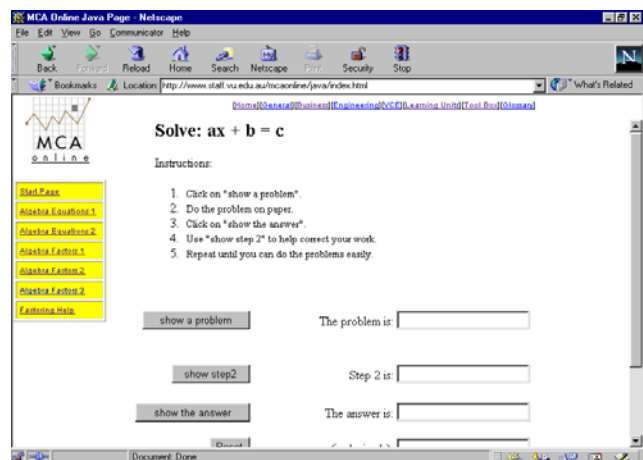 MCA Online Java Page - Netscape
File Edit View Go Communicator Help
Back Forward Reload Home Search Netscape Print Security Stop
Bookmarks Location: http://www.staff.vu.edu.au/mcaonline/java/index.html What's Related
[Home][General][Business][Engineering][VCE][Learning Units][Tool Box][Glossary]
MCA
online
Solve: ax + b = c
Instructions:
1. Click on "show a problem".
2. Do the problem on paper.
3. Click on "show the answer".
4. Use "show step 2" to help correct your work.
5. Repeat until you can do the problems easily.
Start Page
Algebra Equations 1
Algebra Equations 2
Algebra Factors 1
Algebra Factors 2
Algebra Factors 3
Factoring Help
show a problem The problem is:
show step2 Step 2 is:
show the answer The answer is:
Reset
Document: Done